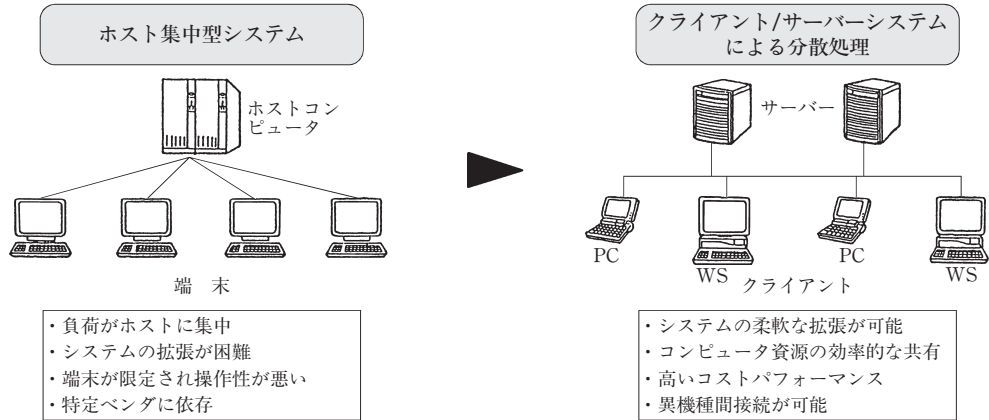 ホスト集中型システム
ホストコン
ピュータ
端 末
・負荷がホストに集中
・システムの拡張が困難
・端末が限定され操作性が悪い
・特定ベンダに依存
クライアント/サーバーシステム
による分散処理
サーバー
PC
WS
PC
WS
クライアント
・システムの柔軟な拡張が可能
・コンピュータ資源の効率的な共有
・高いコストパフォーマンス
・異機種間接続が可能